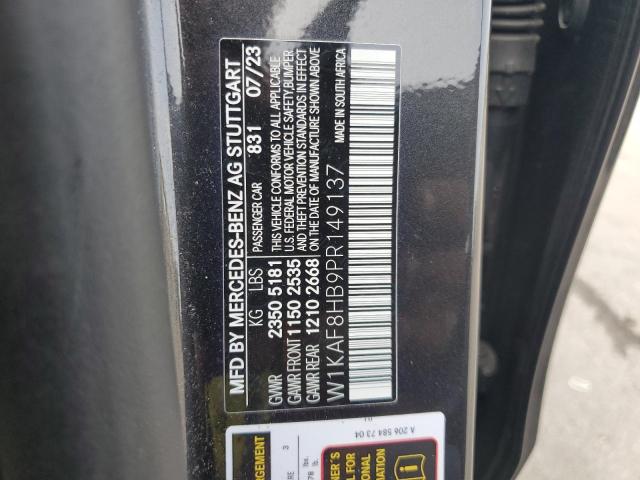 MFD BY MERCEDES-BENZ AG STUTTGART
KG LBS PASSENGER CAR 831 07/23
GVWR 2350 5181 THIS VEHICLE CONFORMS TO ALL APPLICABLE
GAWR FRONT 1150 2535 U.S. FEDERAL MOTOR VEHICLE SAFETY,BUMPER
GAWR REAR 1210 2668 AND THEFT PREVENTION STANDARDS IN EFFECT
ON THE DATE OF MANUFACTURE SHOWN ABOVE
W1KAF8HB9PR149137 MADE IN SOUTH AFRICA
A 206 584 73 04
3
lbs.